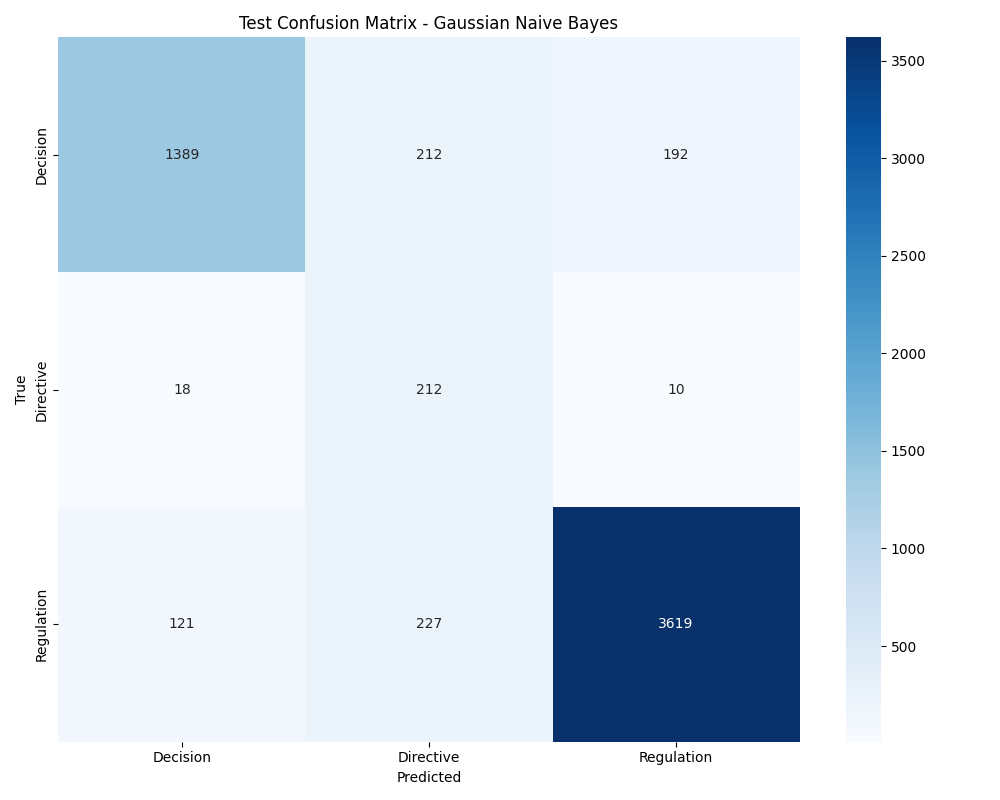 Test Confusion Matrix - Gaussian Naive Bayes
True
Decision
1389 212 192
Directive
18 212 10
Regulation
121 227 3619
Decision Directive Regulation
Predicted
3500
3000
2500
2000
1500
1000
500